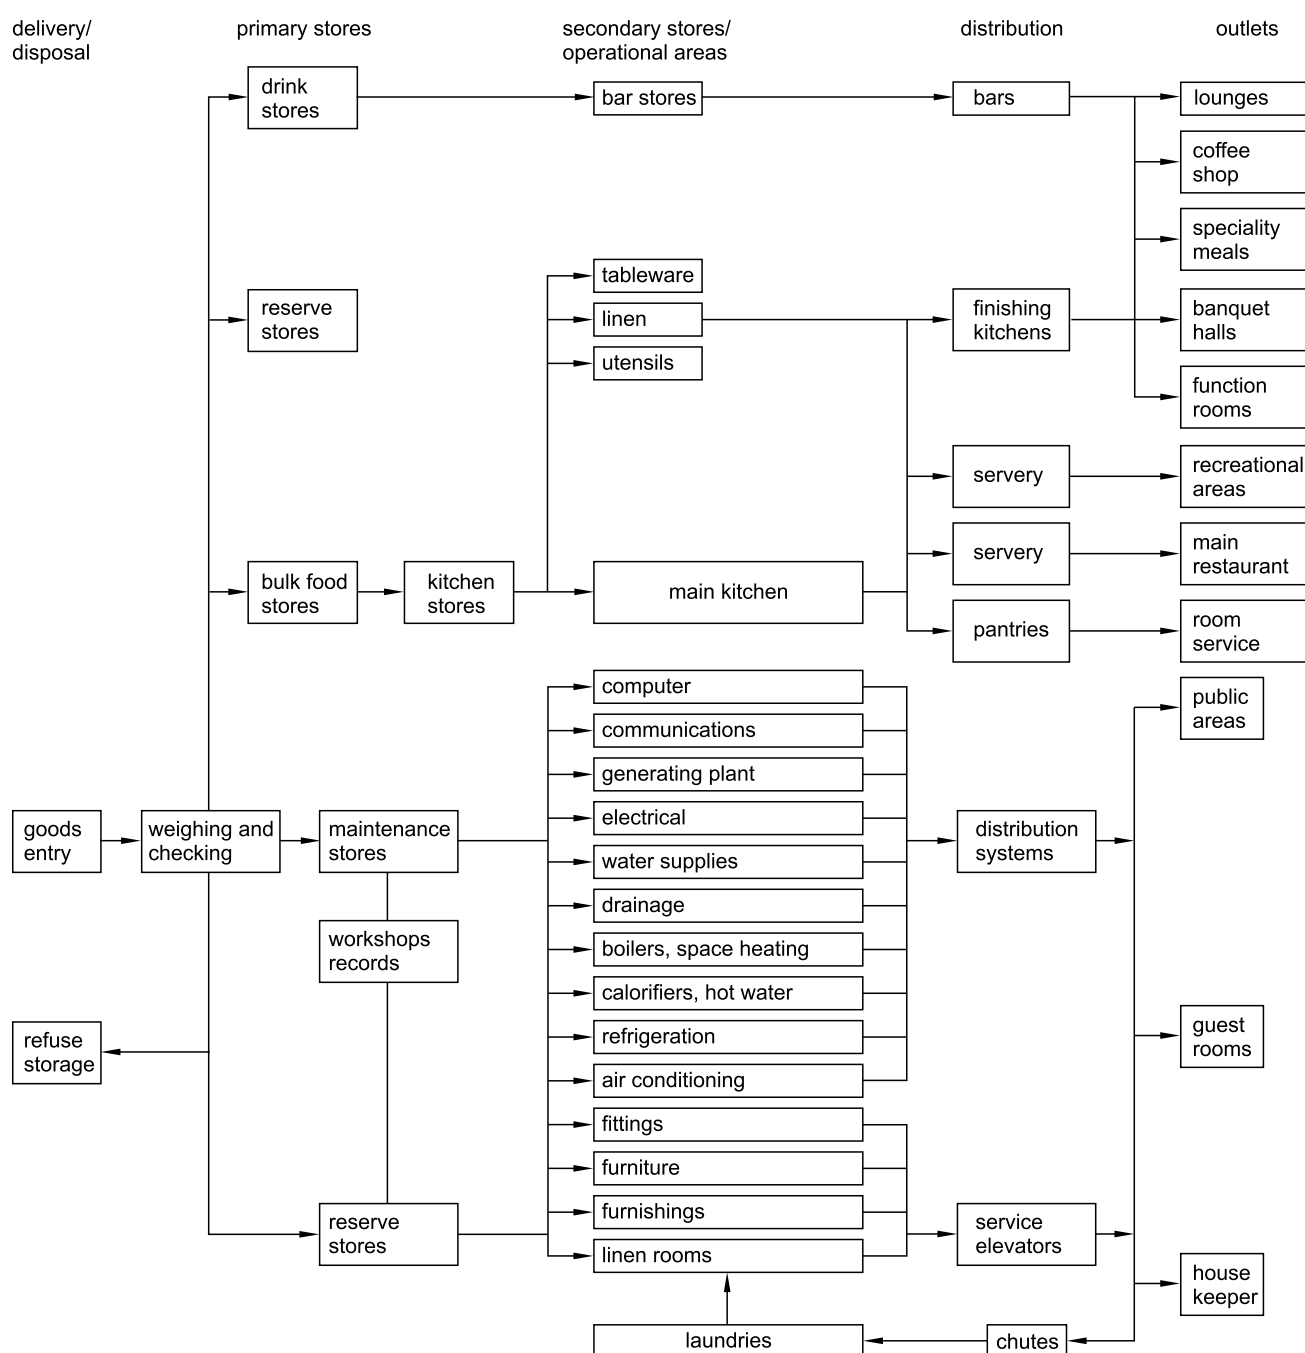 delivery/
disposal
primary stores
secondary stores/
operational areas
distribution
outlets
drink
stores
bar stores
bars
lounges
coffee
shop
speciality
meals
tableware
reserve
stores
linen
finishing
kitchens
banquet
halls
utensils
function
rooms
servery
recreational
areas
servery
main
restaurant
bulk food
stores
kitchen
stores
main kitchen
pantries
room
service
computer
public
areas
communications
generating plant
electrical
goods
entry
weighing and
checking
maintenance
stores
distribution
systems
water supplies
drainage
workshops
records
boilers, space heating
calorifiers, hot water
refuse
storage
refrigeration
guest
rooms
air conditioning
fittings
furniture
furnishings
reserve
stores
service
elevators
linen rooms
house
keeper
laundries
chutes